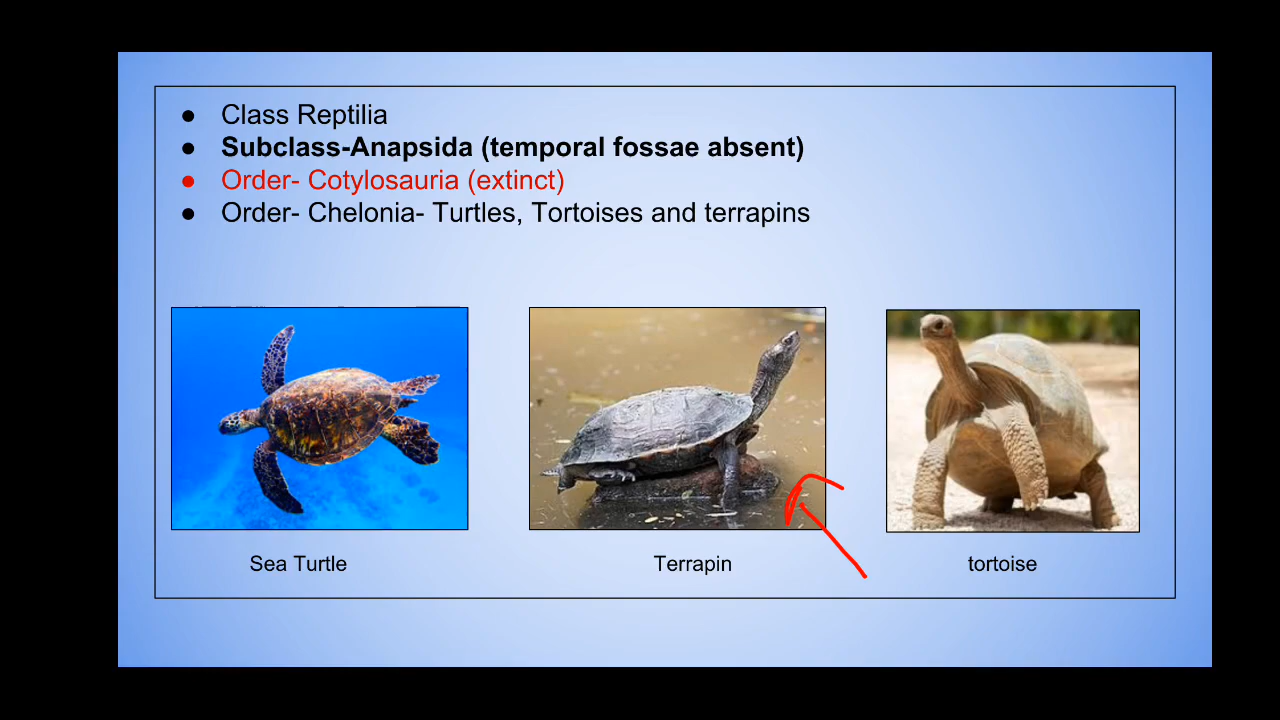 ● Class Reptilia
● Subclass-Anapsida (temporal fossae absent)
● Order- Cotylosauria (extinct)
● Order- Chelonia- Turtles, Tortoises and terrapins
Sea Turtle
Terrapin
tortoise